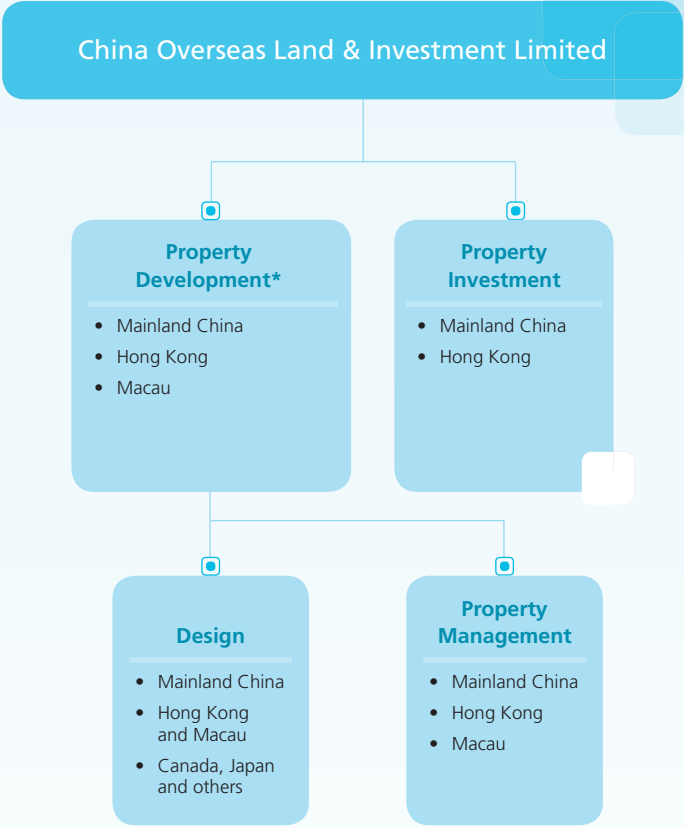 China Overseas Land & Investment Limited
Property
Development*
• Mainland China
• Hong Kong
• Macau
Property
Investment
• Mainland China
• Hong Kong
Design
• Mainland China
• Hong Kong
and Macau
• Canada, Japan
and others
Property
Management
• Mainland China
• Hong Kong
• Macau